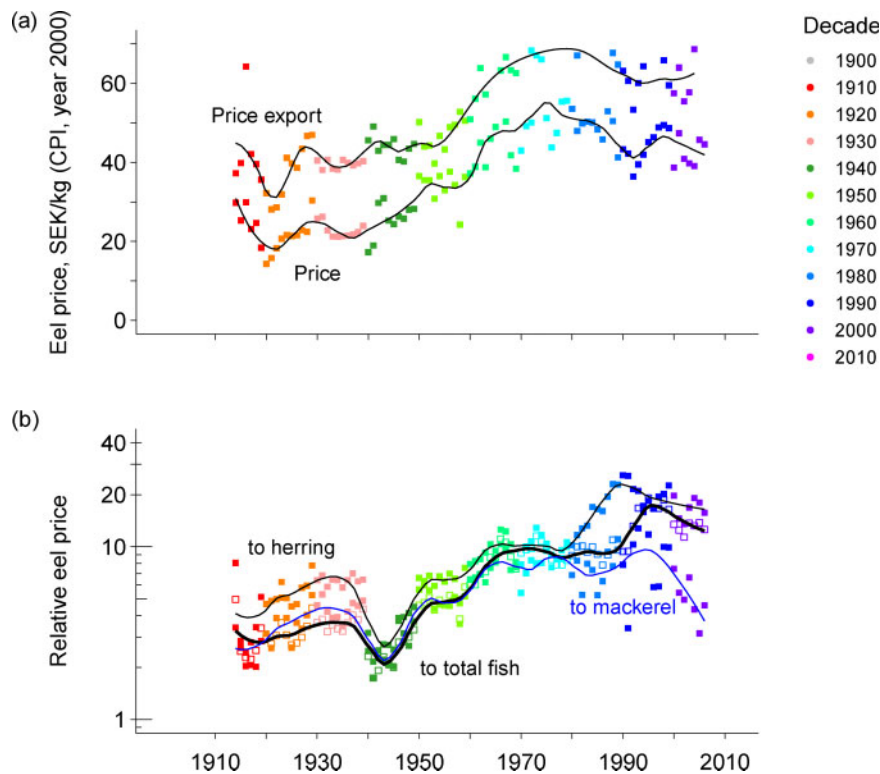 (a)
Eel price, SEK/kg (CPI, year 2000)
60
40
20
0
Price export
Price
Decade
1900
1910
1920
1930
1940
1950
1960
1970
1980
1990
2000
2010
(b)
Relative eel price
40
20
10
1
to herring
to total fish
to mackerel
1910 1930 1950 1970 1990 2010